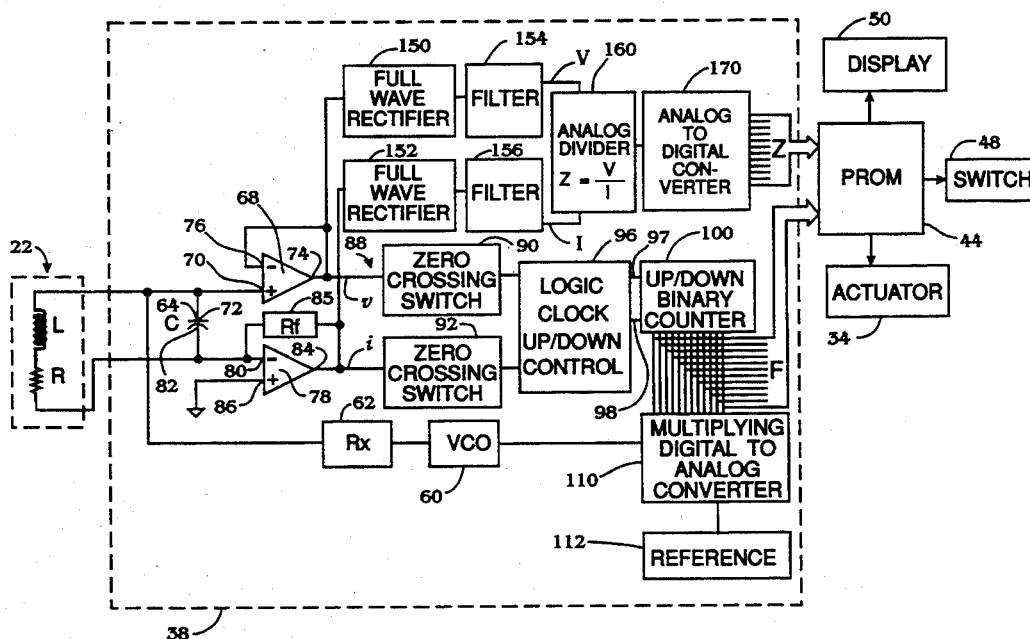 50
DISPLAY
150
FULL
WAVE
RECTIFIER
154
FILTER
V
160
ANALOG
DIVIDER
Z = V/I
170
ANALOG
TO
DIGITAL
CON-
VERTER
Z
PROM
44
48
SWITCH
ACTUATOR
34
152
FULL
WAVE
RECTIFIER
156
FILTER
I
22
L
R
64
C
72
82
76
70
68
74
88
v
90
ZERO
CROSSING
SWITCH
96
LOGIC
CLOCK
UP/DOWN
CONTROL
97
98
100
UP/DOWN
BINARY
COUNTER
F
85
Rf
80
86
84
78
i
92
ZERO
CROSSING
SWITCH
62
Rx
VCO
60
MULTIPLYING
DIGITAL TO
ANALOG
CONVERTER
110
112
REFERENCE
38